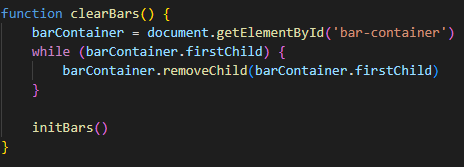 function clearBars() {
    barContainer = document.getElementById('bar-container')
    while (barContainer.firstChild) {
        barContainer.removeChild(barContainer.firstChild)
    }

    initBars()
}